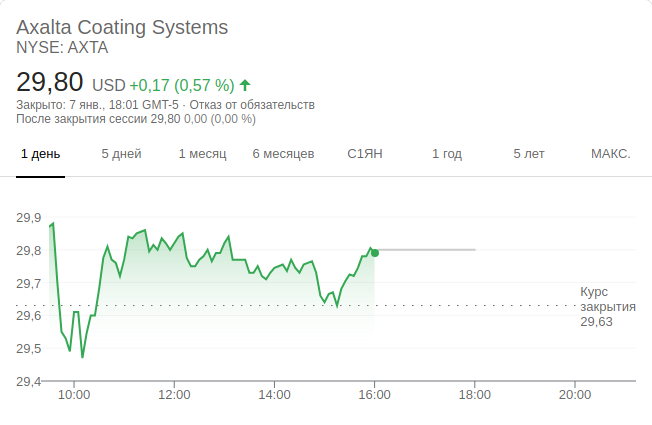 Axalta Coating Systems
NYSE: AXTA
29,80 USD +0,17 (0,57 %)
Закрыто: 7 янв., 18:01 GMT-5 · Отказ от обязательств
После закрытия сессии 29,80 0,00 (0,00 %)
1 день 5 дней 1 месяц 6 месяцев С1ЯН 1 год 5 лет МАКС.
29,9
29,8
29,7
29,6
29,5
29,4
Курс
закрытия
29,63
10:00 12:00 14:00 16:00 18:00 20:00